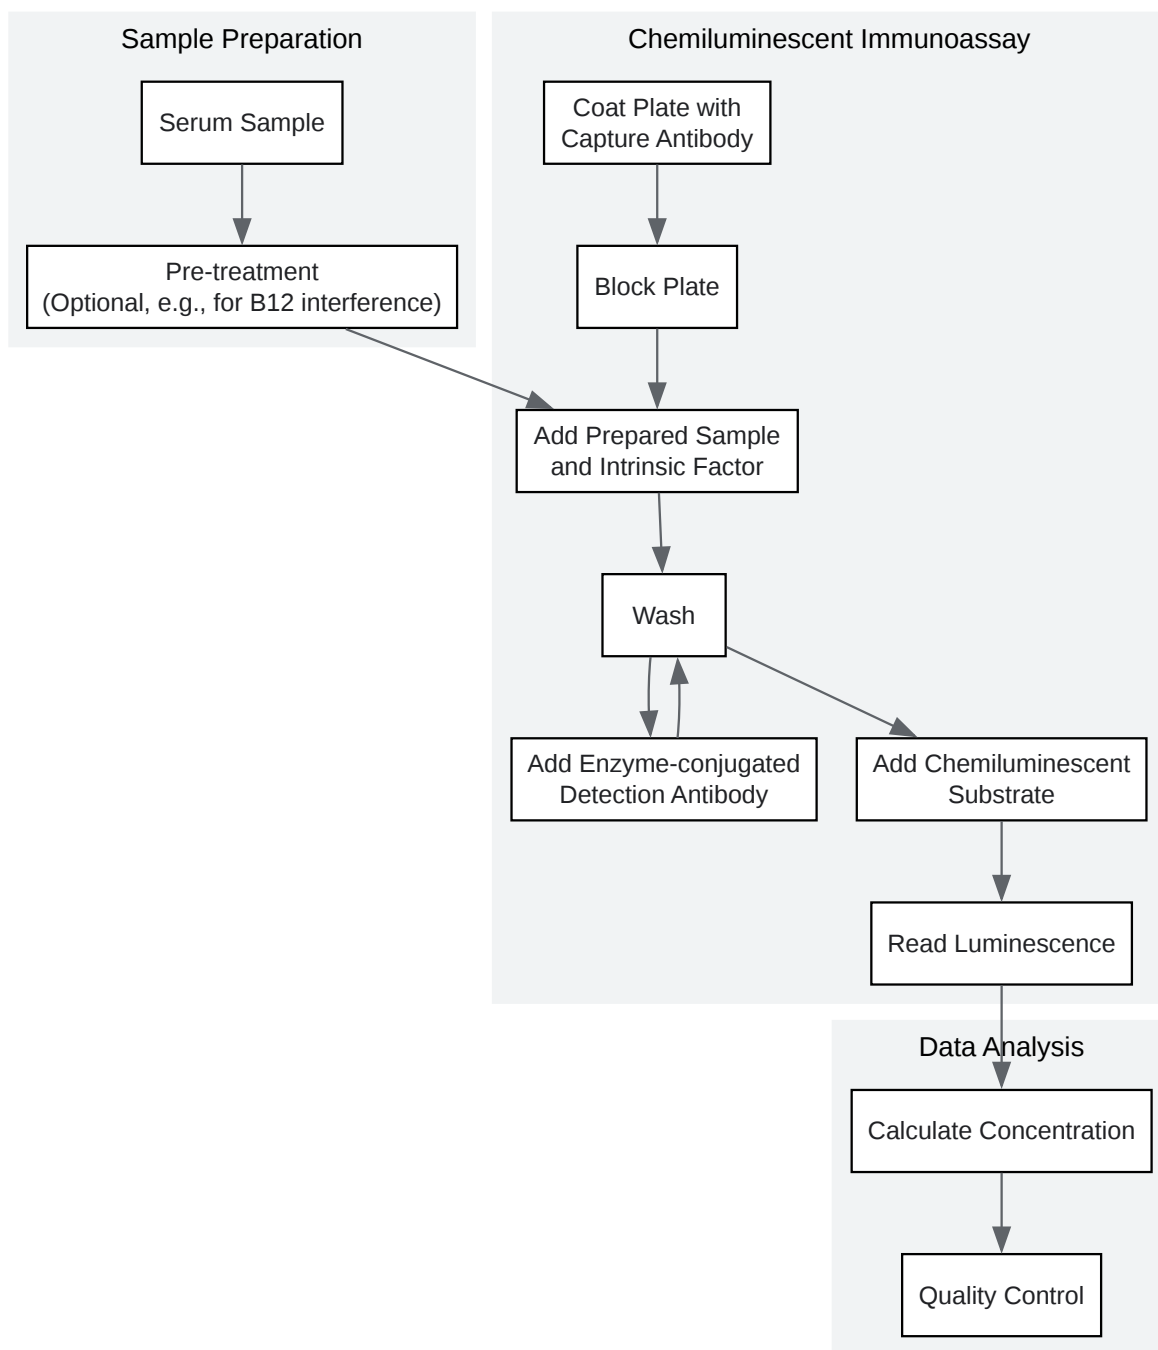 Sample Preparation
Serum Sample
Pre-treatment
(Optional, e.g., for B12 interference)
Chemiluminescent Immunoassay
Coat Plate with
Capture Antibody
Block Plate
Add Prepared Sample
and Intrinsic Factor
Wash
Add Enzyme-conjugated
Detection Antibody
Add Chemiluminescent
Substrate
Read Luminescence
Data Analysis
Calculate Concentration
Quality Control